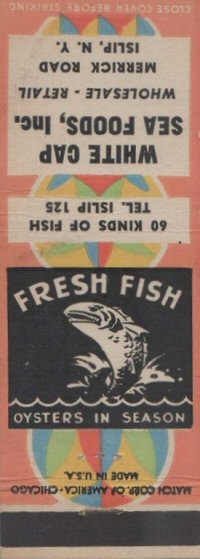 CLOSE COVER BEFORE STRIKING
WHITE CAP
SEA FOODS, Inc.
WHOLESALE - RETAIL
MERRICK ROAD
ISLIP, N. Y.
60 KINDS OF FISH
TEL. ISLIP 125
FRESH FISH
OYSTERS IN SEASON
MATCH CORP. OF AMERICA · CHICAGO
MADE IN U.S.A.